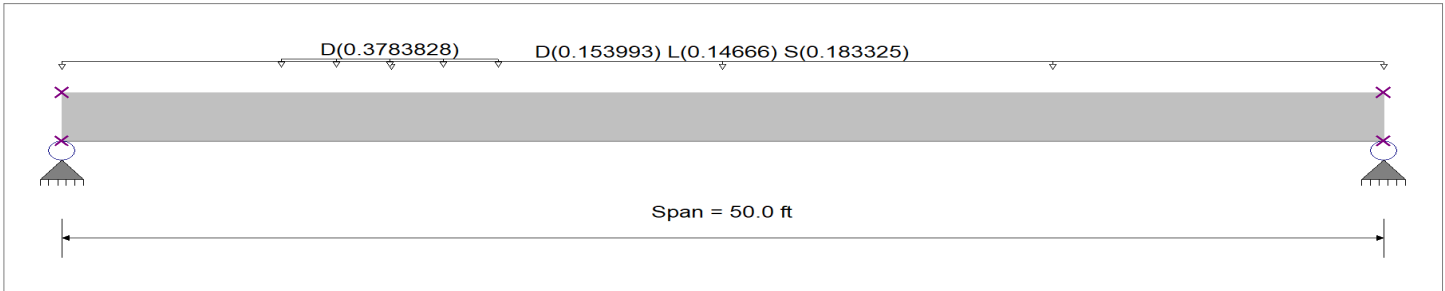 D(0.3783828)
D(0.153993) L(0.14666) S(0.183325)
Span = 50.0 ft